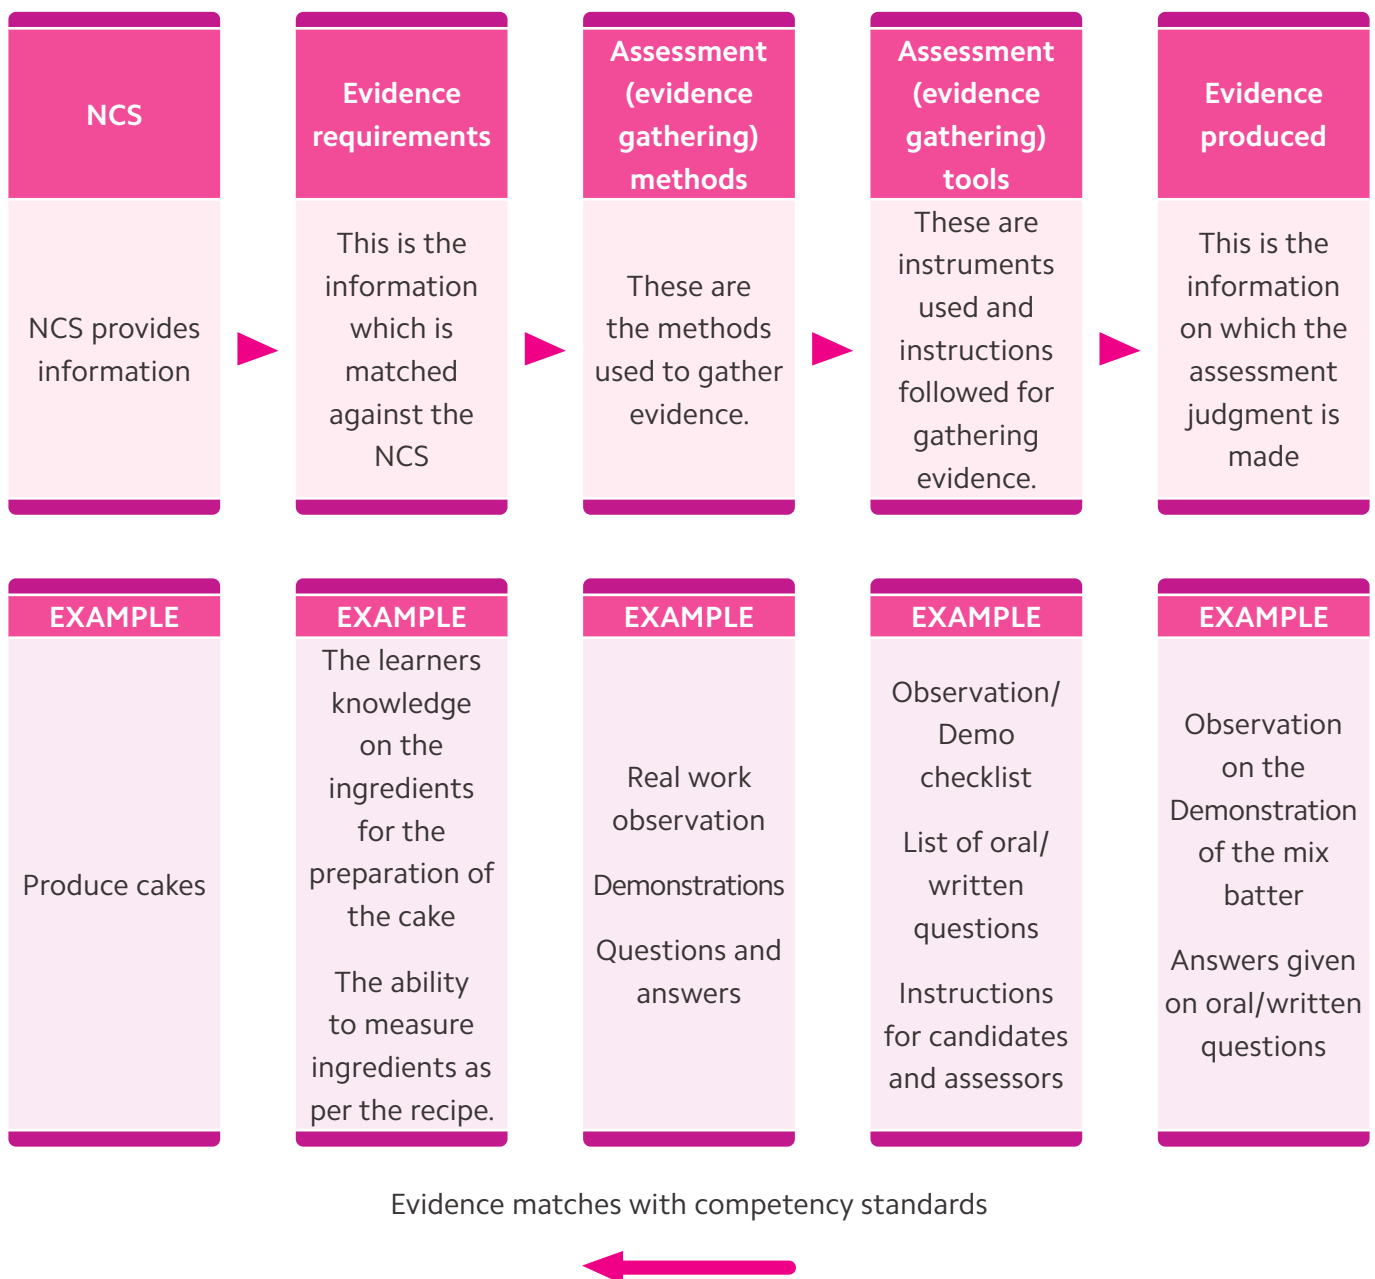 NCS
NCS provides
information
Evidence
requirements
This is the
information
which is
matched
against the
NCS
Assessment
(evidence
gathering)
methods
These are
the methods
used to gather
evidence.
Assessment
(evidence
gathering)
tools
These are
instruments
used and
instructions
followed for
gathering
evidence.
Evidence
produced
This is the
information
on which the
assessment
judgment is
made
EXAMPLE
Produce cakes
EXAMPLE
The learners
knowledge
on the
ingredients
for the
preparation of
the cake
The ability
to measure
ingredients as
per the recipe.
EXAMPLE
Real work
observation
Demonstrations
Questions and
answers
EXAMPLE
Observation/
Demo
checklist
List of oral/
written
questions
Instructions
for candidates
and assessors
EXAMPLE
Observation
on the
Demonstration
of the mix
batter
Answers given
on oral/written
questions
Evidence matches with competency standards